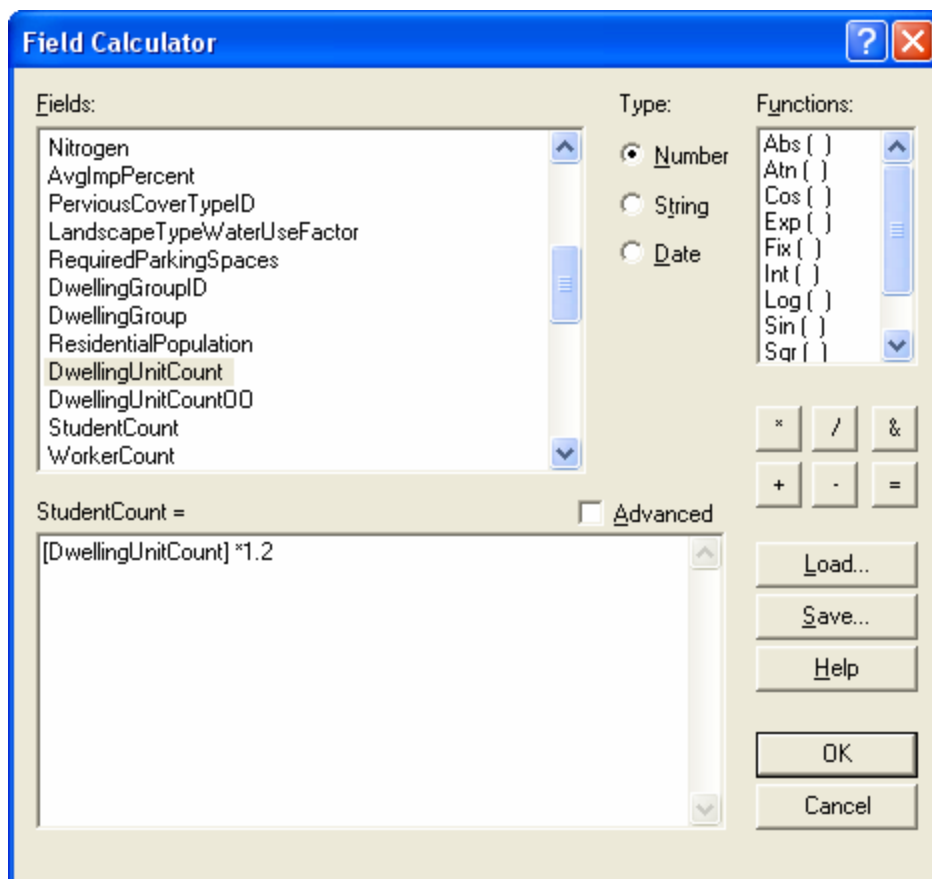 Field Calculator
Fields:
Nitrogen
AvgImpPercent
PerviousCoverTypeID
LandscapeTypeWaterUseFactor
RequiredParkingSpaces
DwellingGroupID
DwellingGroup
ResidentialPopulation
DwellingUnitCount
DwellingUnitCountOO
StudentCount
WorkerCount
Type:
Number
String
Date
Functions:
Abs ( )
Atn ( )
Cos ( )
Exp ( )
Fix ( )
Int ( )
Log ( )
Sin ( )
Sqr ( )
* / &
+ - =
StudentCount =
Advanced
[DwellingUnitCount] *1.2
Load...
Save...
Help
OK
Cancel